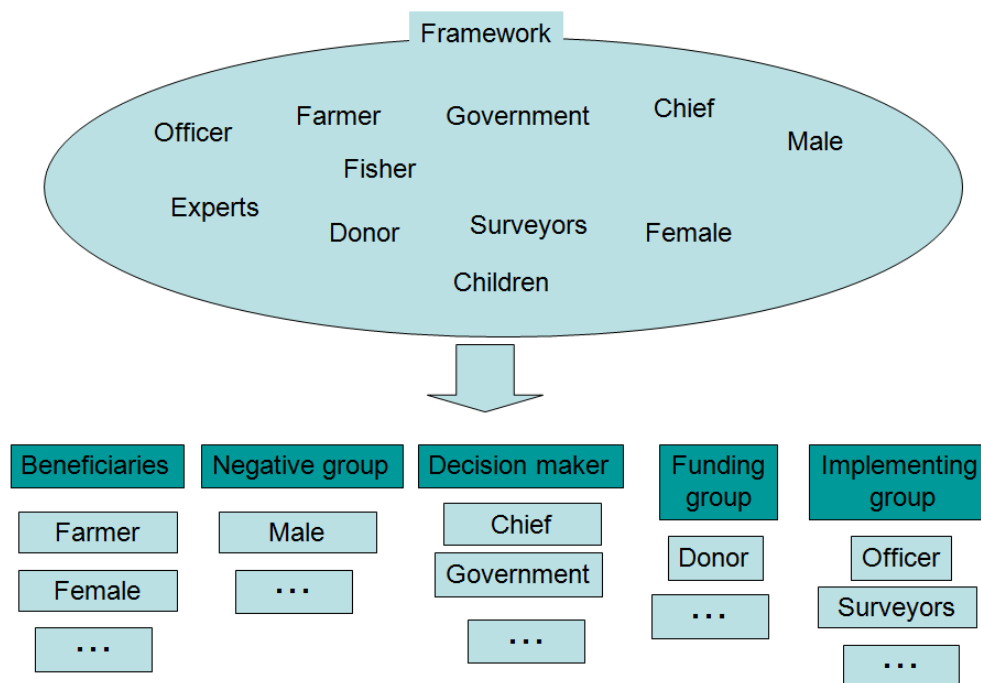 Framework
Officer
Farmer
Government
Chief
Male
Fisher
Experts
Donor
Surveyors
Female
Children
Beneficiaries
Negative group
Decision maker
Funding
group
Implementing
group
Farmer
Female
...
Male
...
Chief
Government
...
Donor
...
Officer
Surveyors
...